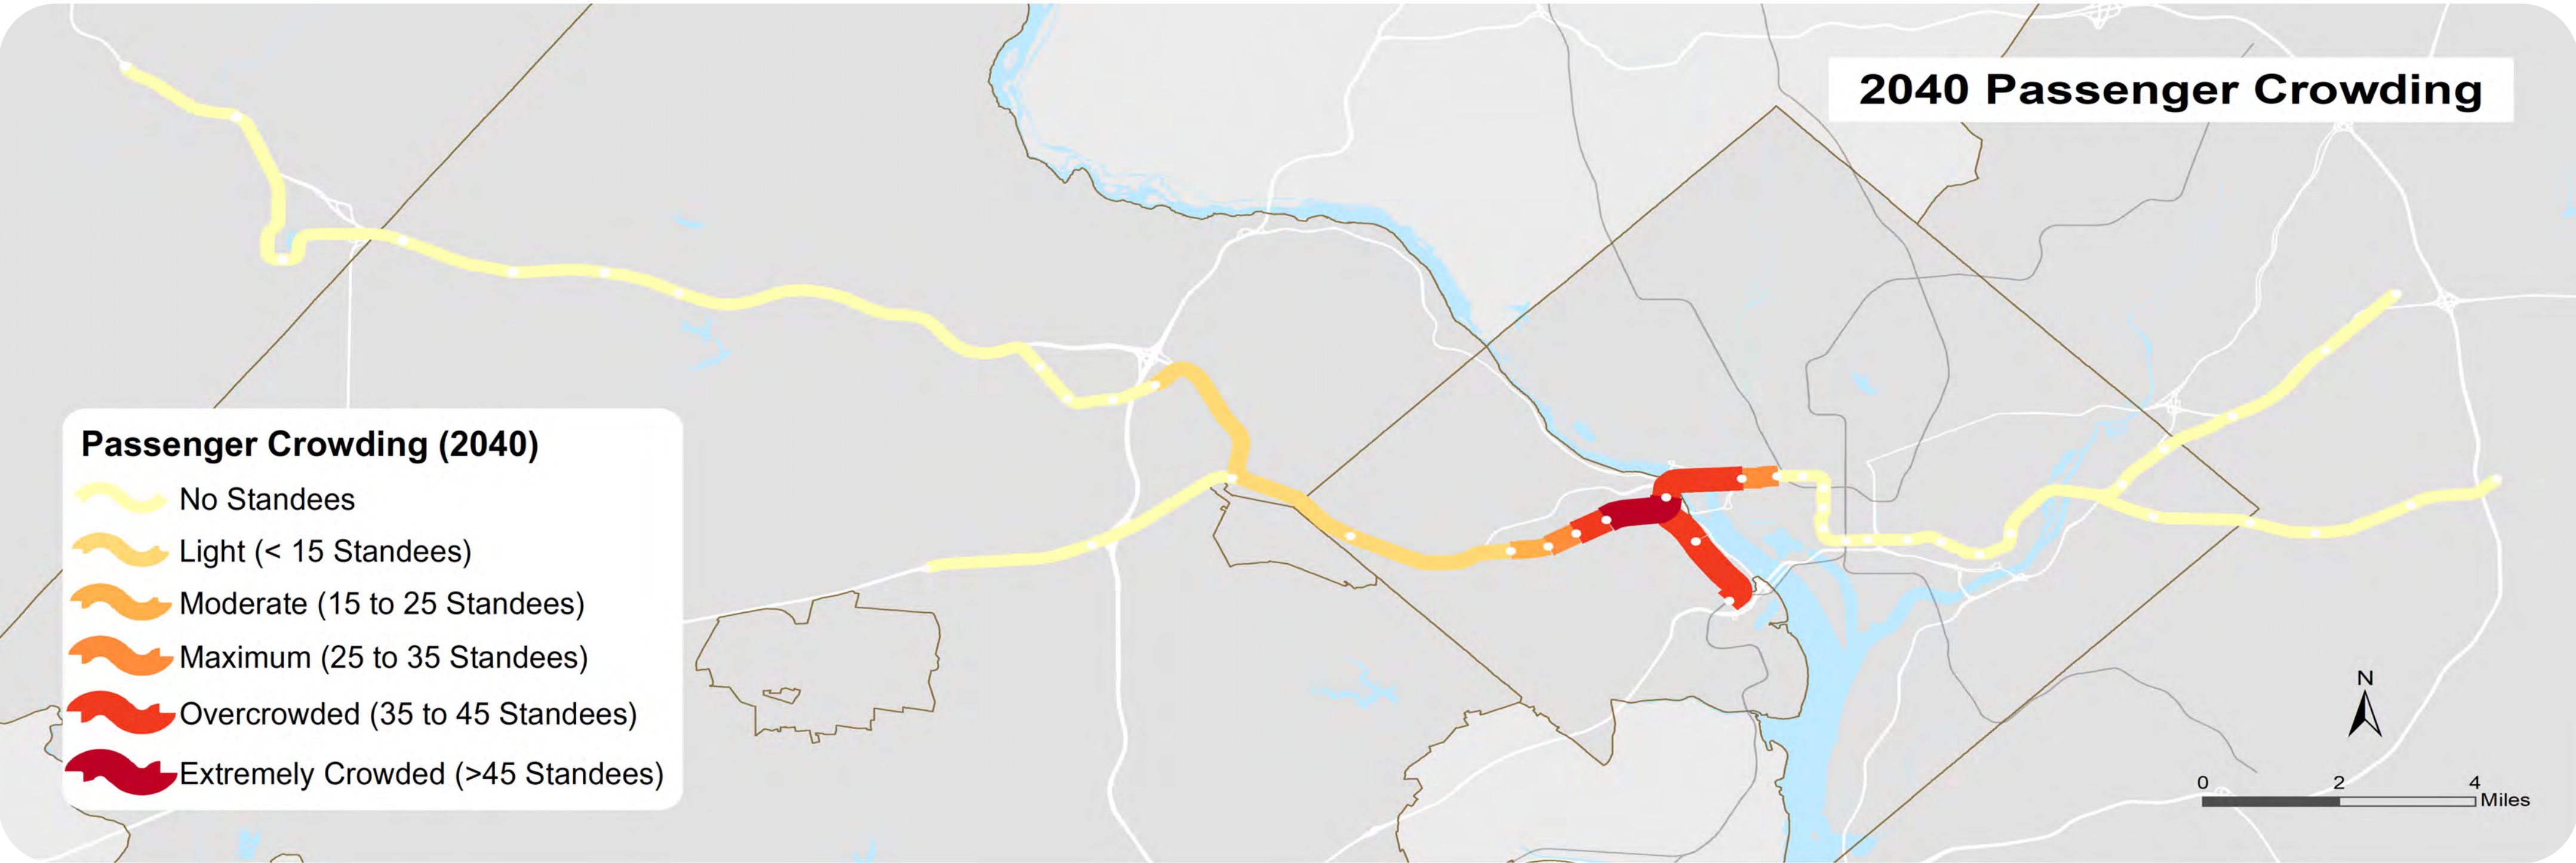 2040 Passenger Crowding
Passenger Crowding (2040)
No Standees
Light (< 15 Standees)
Moderate (15 to 25 Standees)
Maximum (25 to 35 Standees)
Overcrowded (35 to 45 Standees)
Extremely Crowded (>45 Standees)
N
0 2 4
Miles